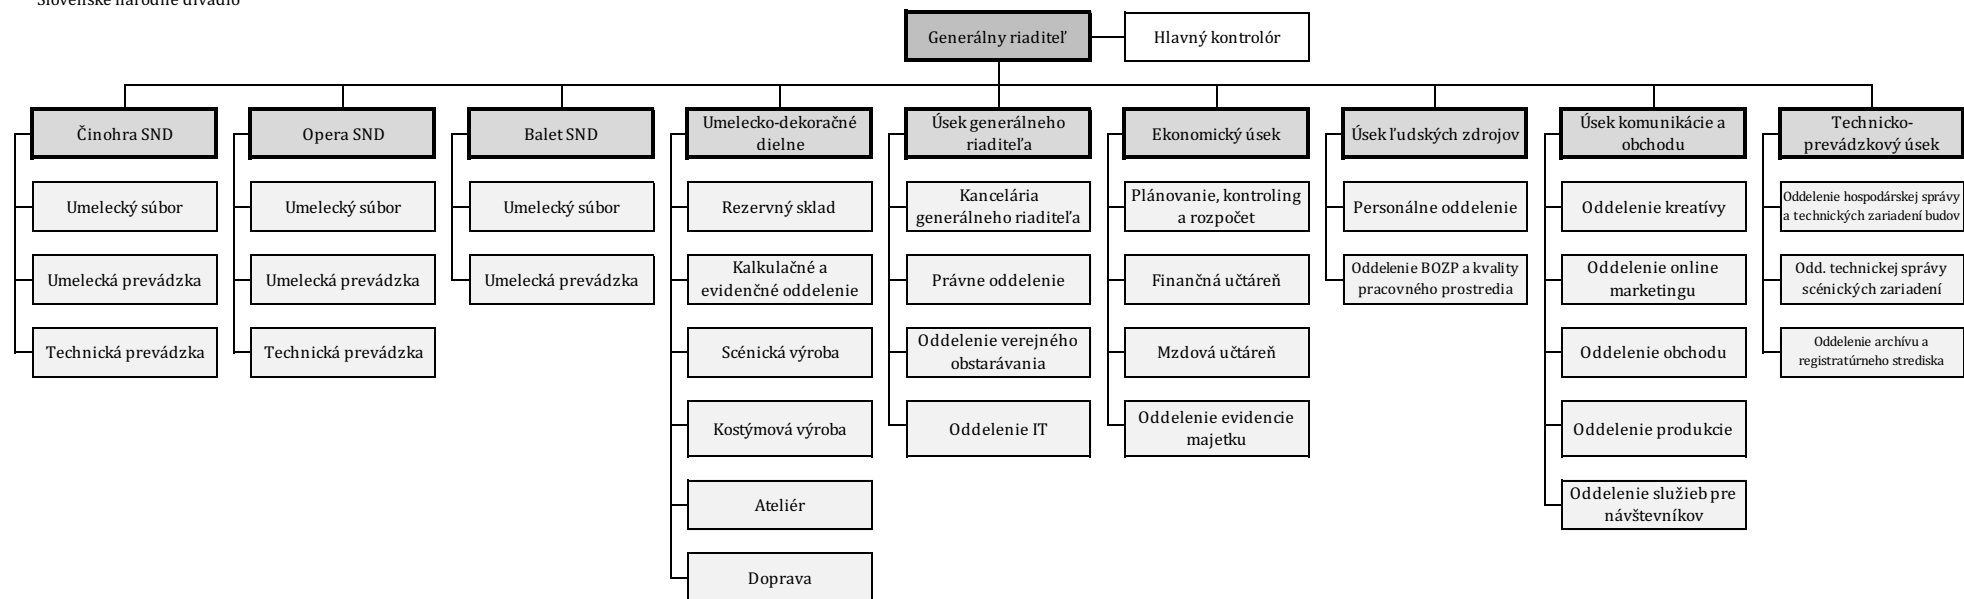 Slovenské národné divadlo
Generálny riaditeľ
Hlavný kontrolór
Činohra SND
Umelecký súbor
Umelecká prevádzka
Technická prevádzka
Opera SND
Umelecký súbor
Umelecká prevádzka
Technická prevádzka
Balet SND
Umelecký súbor
Umelecká prevádzka
Umelecko-dekoračné
dielne
Rezervný sklad
Kalkulačné a
evidenčné oddelenie
Scénická výroba
Kostýmová výroba
Ateliér
Doprava
Úsek generálneho
riaditeľa
Kancelária
generálneho riaditeľa
Právne oddelenie
Oddelenie verejného
obstarávania
Oddelenie IT
Ekonomický úsek
Plánovanie, kontroling
a rozpočet
Finančná učtáreň
Mzdová učtáreň
Oddelenie evidencie
majetku
Úsek ľudských zdrojov
Personálne oddelenie
Oddelenie BOZP a kvality
pracovného prostredia
Úsek komunikácie a
obchodu
Oddelenie kreatívy
Oddelenie online
marketingu
Oddelenie obchodu
Oddelenie produkcie
Oddelenie služieb pre
návštevníkov
Technicko-
prevádzkový úsek
Oddelenie hospodárskej správy
a technických zariadení budov
Odd. technickej správy
scénických zariadení
Oddelenie archívu a
registratúrneho strediska